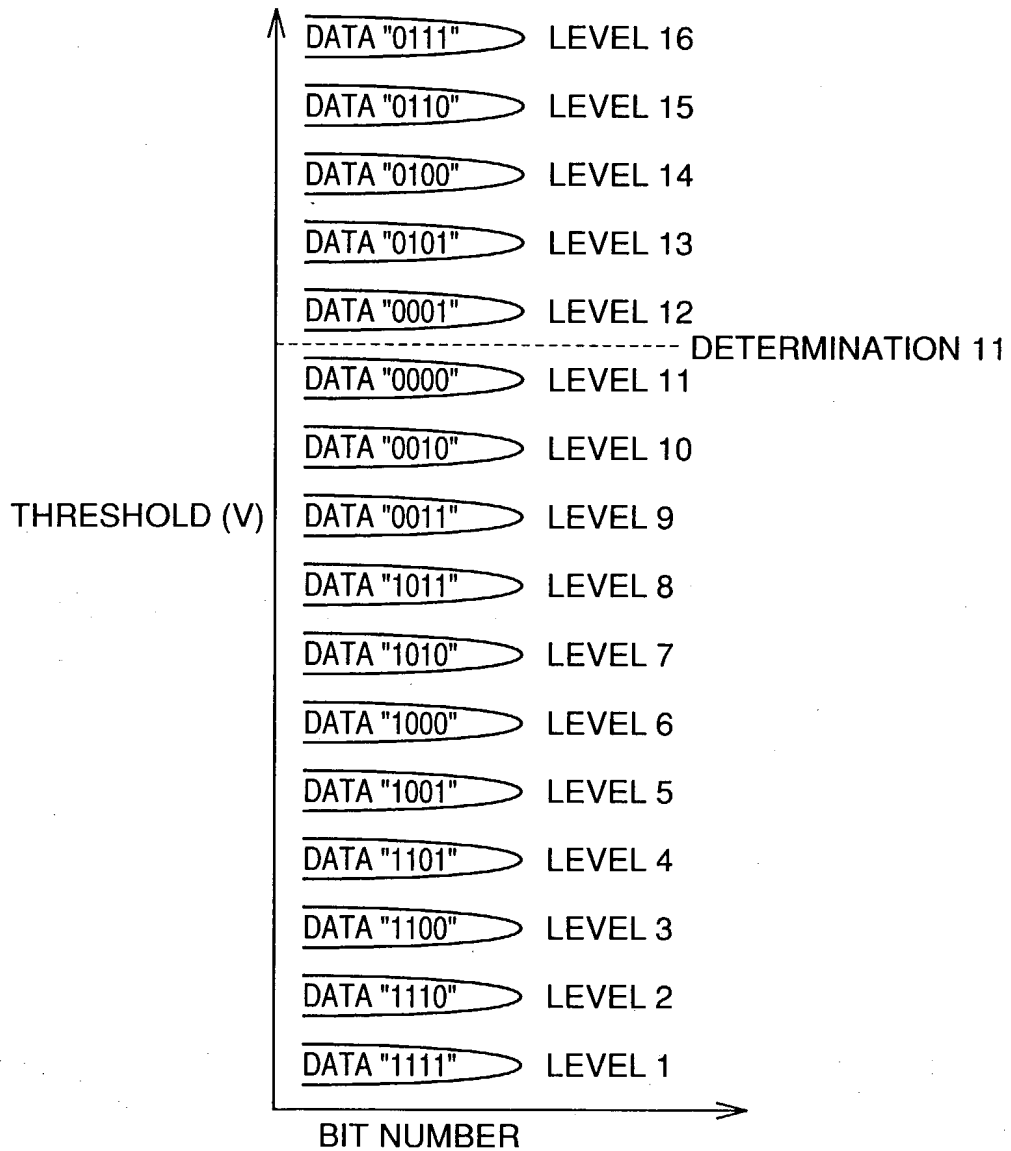 DATA "0111" LEVEL 16
DATA "0110" LEVEL 15
DATA "0100" LEVEL 14
DATA "0101" LEVEL 13
DATA "0001" LEVEL 12
DETERMINATION 11
DATA "0000" LEVEL 11
DATA "0010" LEVEL 10
THRESHOLD (V) DATA "0011" LEVEL 9
DATA "1011" LEVEL 8
DATA "1010" LEVEL 7
DATA "1000" LEVEL 6
DATA "1001" LEVEL 5
DATA "1101" LEVEL 4
DATA "1100" LEVEL 3
DATA "1110" LEVEL 2
DATA "1111" LEVEL 1
BIT NUMBER